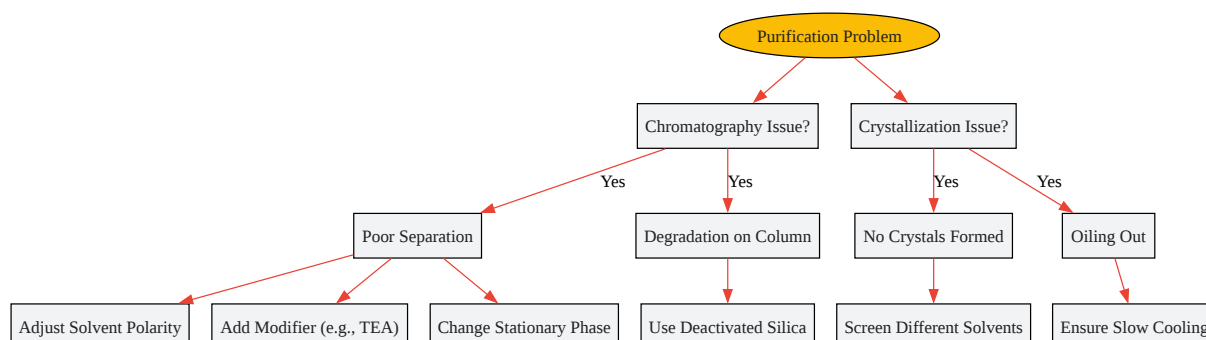 Purification Problem
Chromatography Issue?
Crystallization Issue?
Yes
Yes
Yes
Yes
Poor Separation
Degradation on Column
No Crystals Formed
Oiling Out
Adjust Solvent Polarity
Add Modifier (e.g., TEA)
Change Stationary Phase
Use Deactivated Silica
Screen Different Solvents
Ensure Slow Cooling